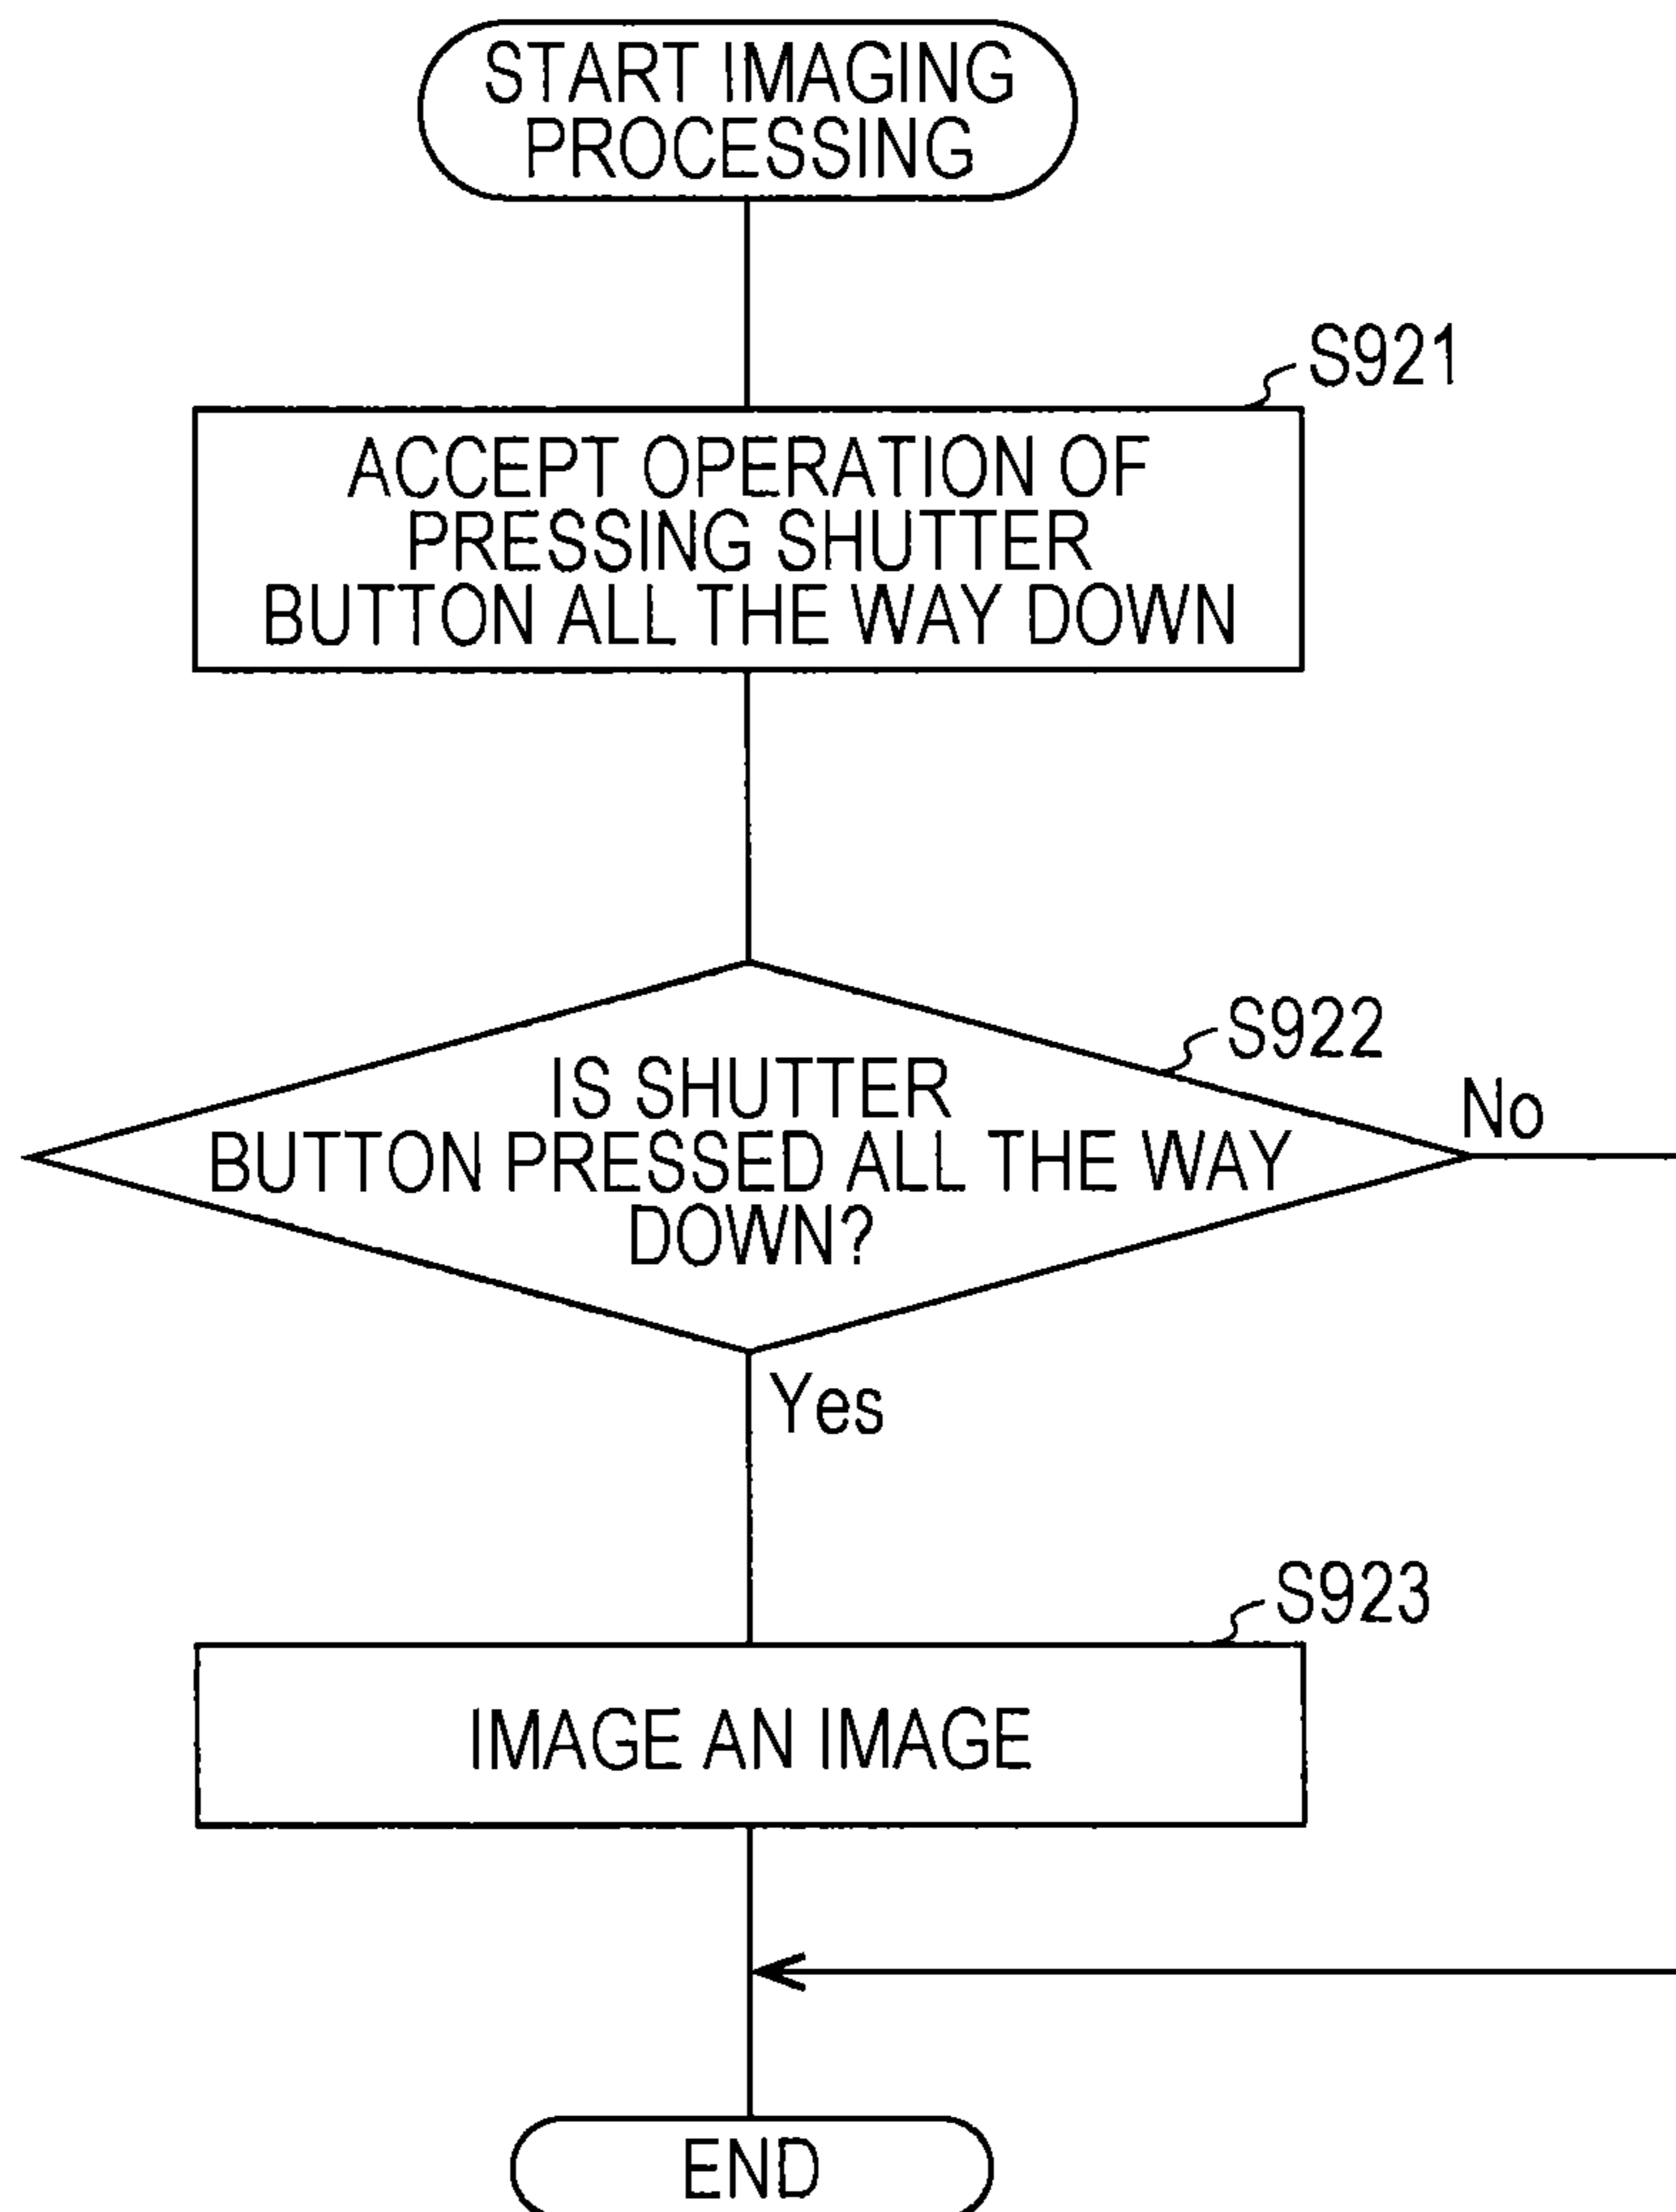 START IMAGING
PROCESSING
S921
ACCEPT OPERATION OF
PRESSING SHUTTER
BUTTON ALL THE WAY DOWN
S922
IS SHUTTER
BUTTON PRESSED ALL THE WAY
DOWN?
No
Yes
S923
IMAGE AN IMAGE
END